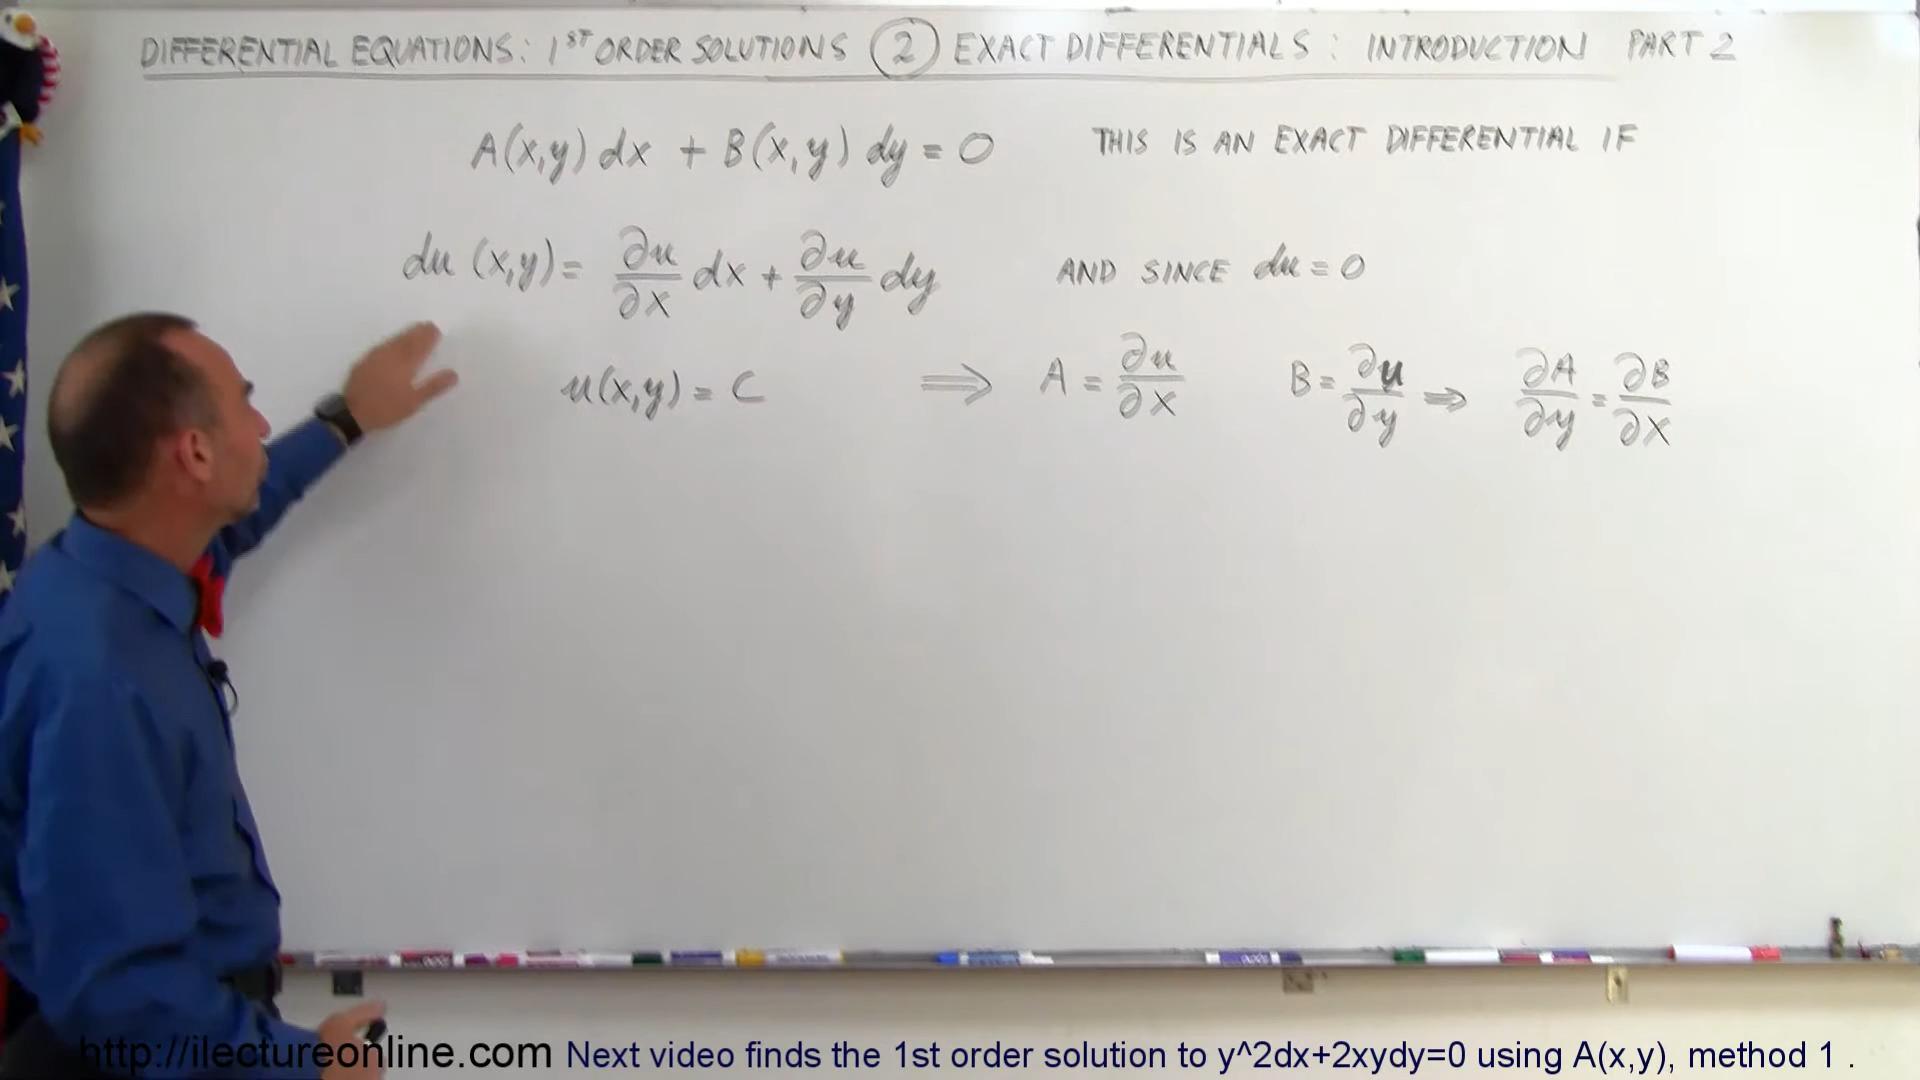 DIFFERENTIAL EQUATIONS: 1ST ORDER SOLUTIONS (2) EXACT DIFFERENTIALS: INTRODUCTION PART 2
A(x,y) dx + B(x,y) dy = 0 THIS IS AN EXACT DIFFERENTIAL IF
du (x,y) = ∂u/∂x dx + ∂u/∂y dy AND SINCE du = 0
u(x,y) = C ⟹ A = ∂u/∂x B = ∂u/∂y ⟹ ∂A/∂y = ∂B/∂x
http://ilectureonline.com Next video finds the 1st order solution to y^2dx+2xydy=0 using A(x,y), method 1 .